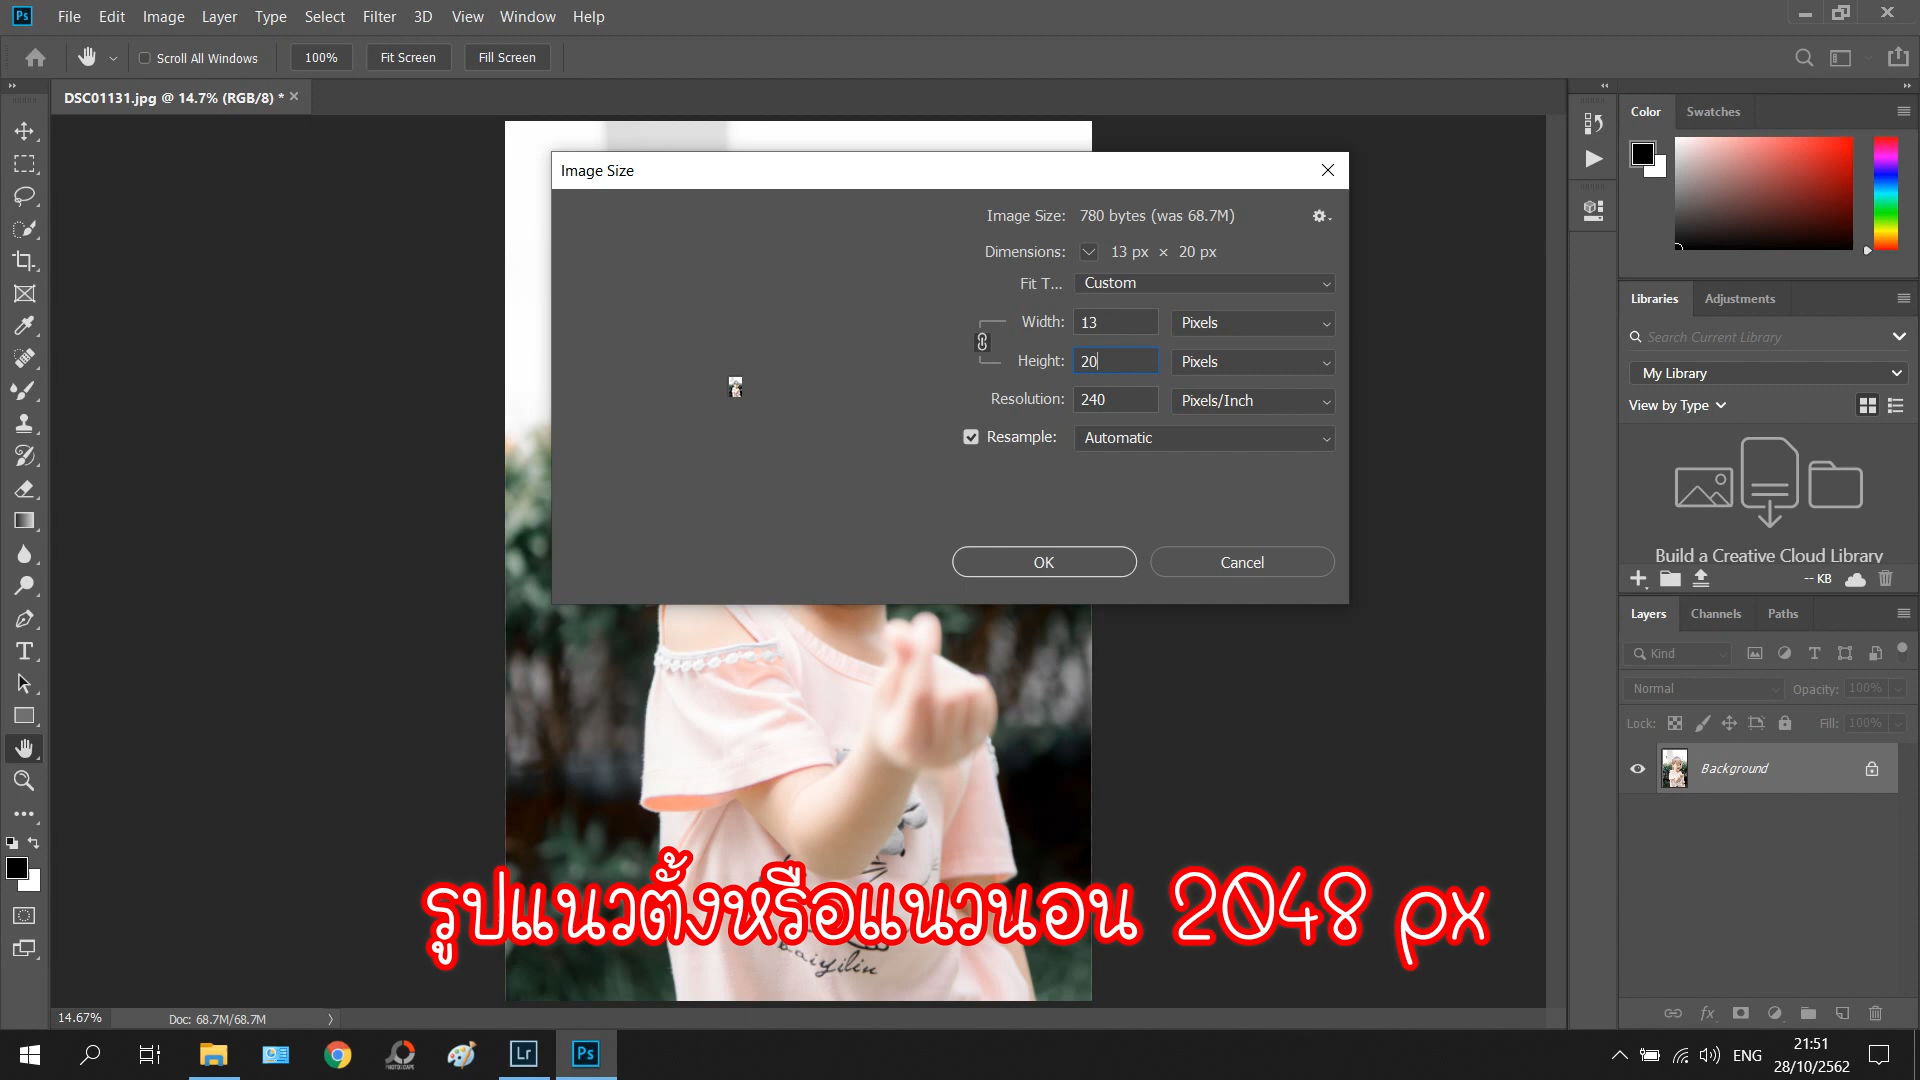 Ps File Edit Image Layer Type Select Filter 3D View Window Help
Scroll All Windows 100% Fit Screen Fill Screen
DSC01131.jpg @ 14.7% (RGB/8) *
Image Size
Image Size: 780 bytes (was 68.7M)
Dimensions: 13 px × 20 px
Fit T... Custom
Width: 13 Pixels
Height: 20 Pixels
Resolution: 240 Pixels/Inch
Resample: Automatic
OK Cancel
Color Swatches
Libraries Adjustments
Search Current Library
My Library
View by Type
Build a Creative Cloud Library
-- KB
Layers Channels Paths
Kind
Normal Opacity: 100%
Lock: Fill: 100%
Background
รูปแนวตั้งหรือแนวนอน 2048 px
Baiyilin
14.67% Doc: 68.7M/68.7M
PHOTOSCAPE Lr Ps
ENG
21:51
28/10/2562